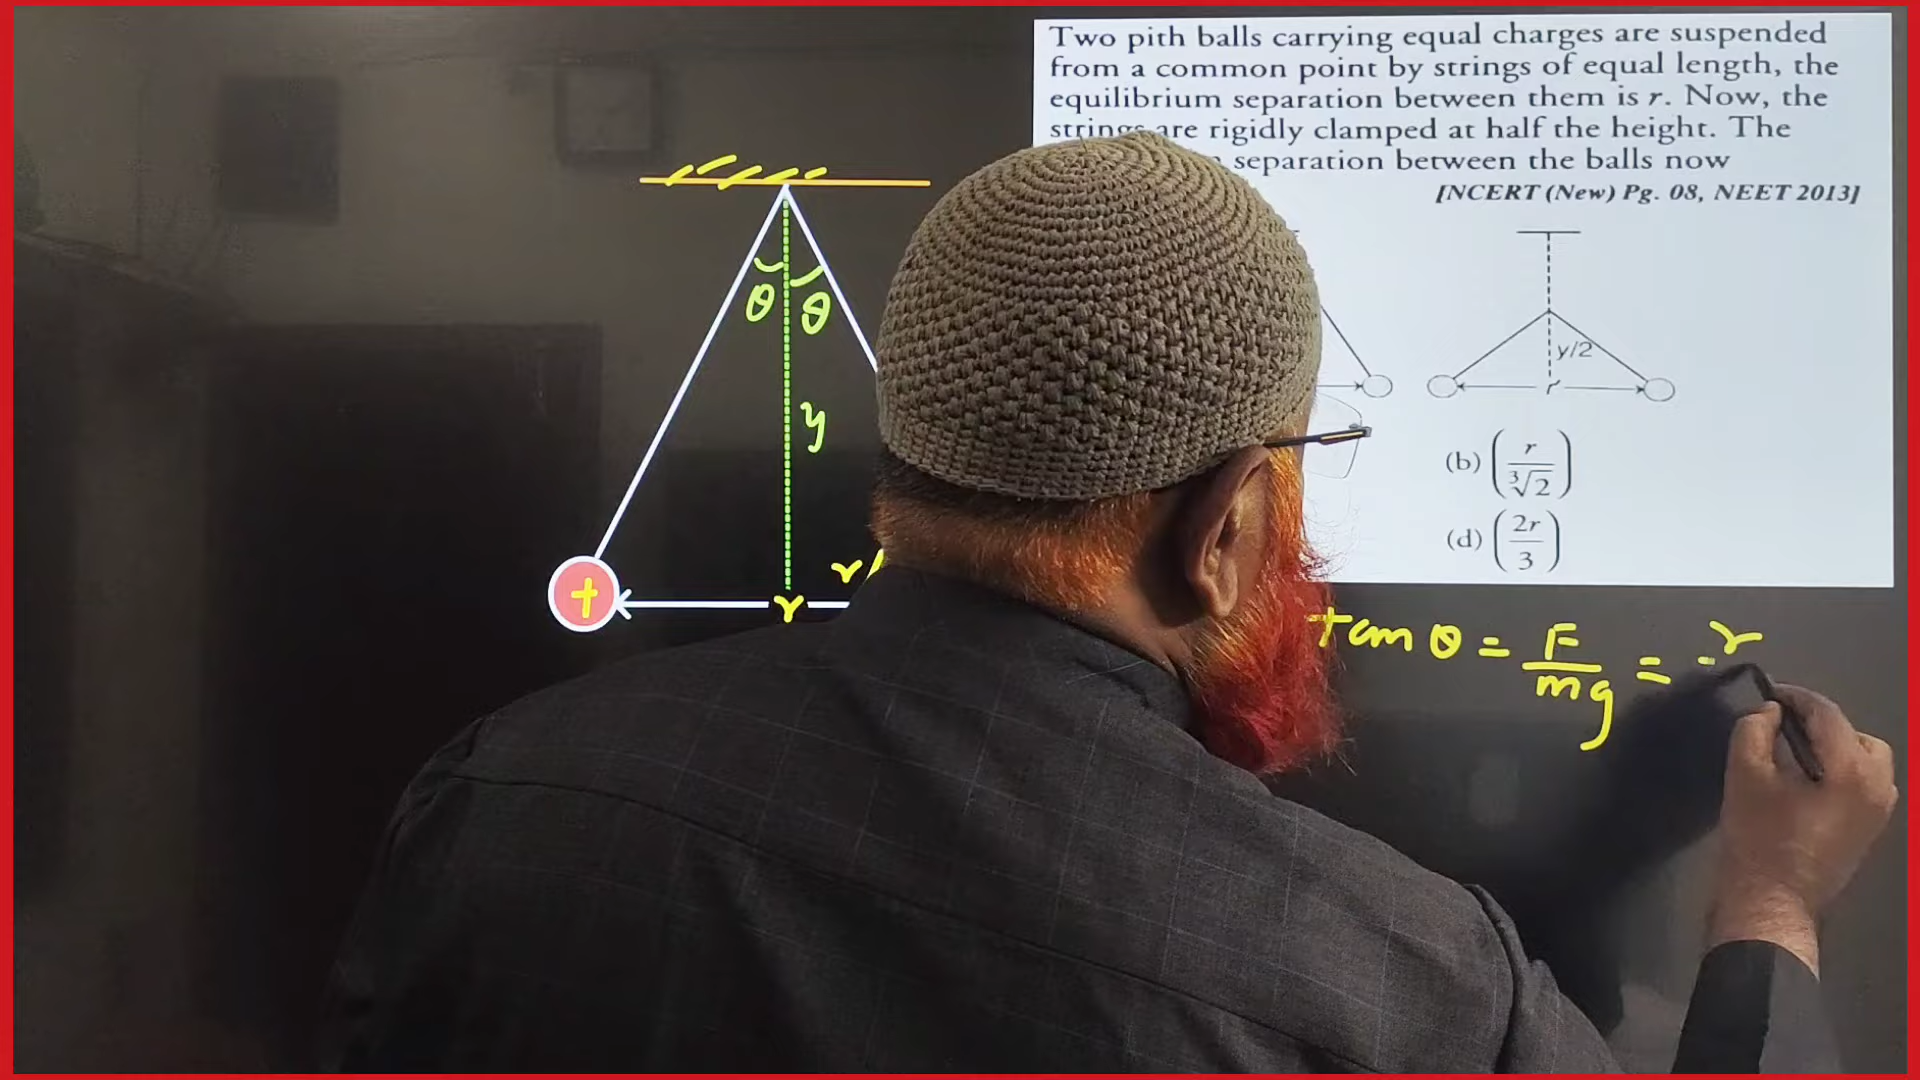 Two pith balls carrying equal charges are suspended
from a common point by strings of equal length, the
equilibrium separation between them is r. Now, the
strings are rigidly clamped at half the height. The
separation between the balls now
[NCERT (New) Pg. 08, NEET 2013]
y/2
r
(b) (r/∛2)
(d) (2r/3)
θ θ
y
+
r
r
tan θ = F/mg = r